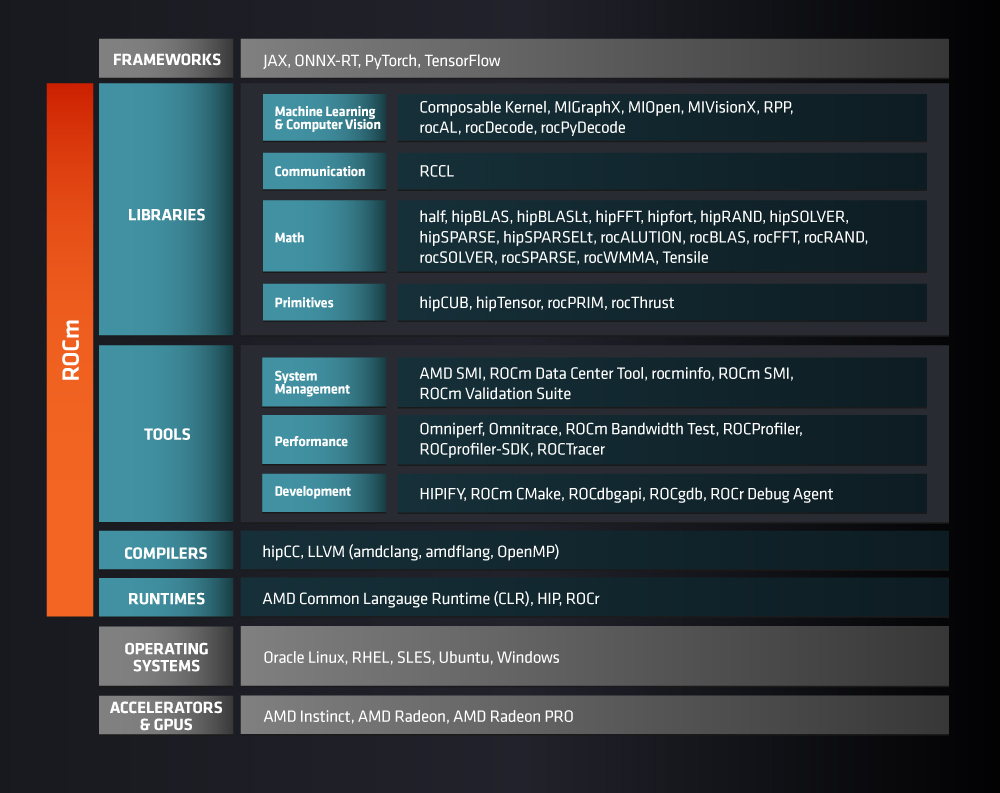 FRAMEWORKS
JAX, ONNX-RT, PyTorch, TensorFlow
ROCm
LIBRARIES
Machine Learning
& Computer Vision
Composable Kernel, MIGraphX, MIOpen, MIVisionX, RPP,
rocAL, rocDecode, rocPyDecode
Communication
RCCL
Math
half, hipBLAS, hipBLASLt, hipFFT, hipfort, hipRAND, hipSOLVER,
hipSPARSE, hipSPARSELt, rocALUTION, rocBLAS, rocFFT, rocRAND,
rocSOLVER, rocSPARSE, rocWMMA, Tensile
Primitives
hipCUB, hipTensor, rocPRIM, rocThrust
TOOLS
System
Management
AMD SMI, ROCm Data Center Tool, rocminfo, ROCm SMI,
ROCm Validation Suite
Performance
Omniperf, Omnitrace, ROCm Bandwidth Test, ROCProfiler,
ROCprofiler-SDK, ROCTracer
Development
HIPIFY, ROCm CMake, ROCdbgapi, ROCgdb, ROCr Debug Agent
COMPILERS
hipCC, LLVM (amdclang, amdflang, OpenMP)
RUNTIMES
AMD Common Langauge Runtime (CLR), HIP, ROCr
OPERATING
SYSTEMS
Oracle Linux, RHEL, SLES, Ubuntu, Windows
ACCELERATORS
& GPUS
AMD Instinct, AMD Radeon, AMD Radeon PRO